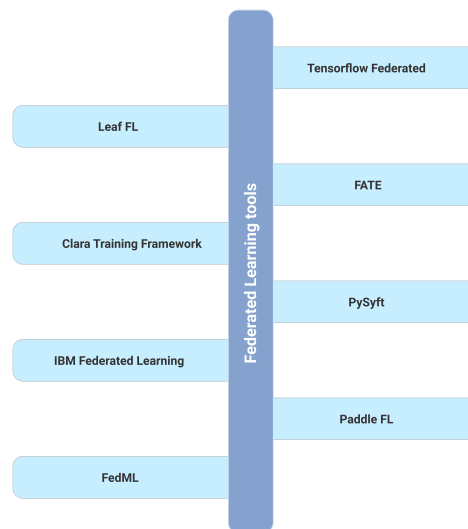 Tensorflow Federated
Leaf FL
FATE
Clara Training Framework
Federated Learning tools
PySyft
IBM Federated Learning
Paddle FL
FedML